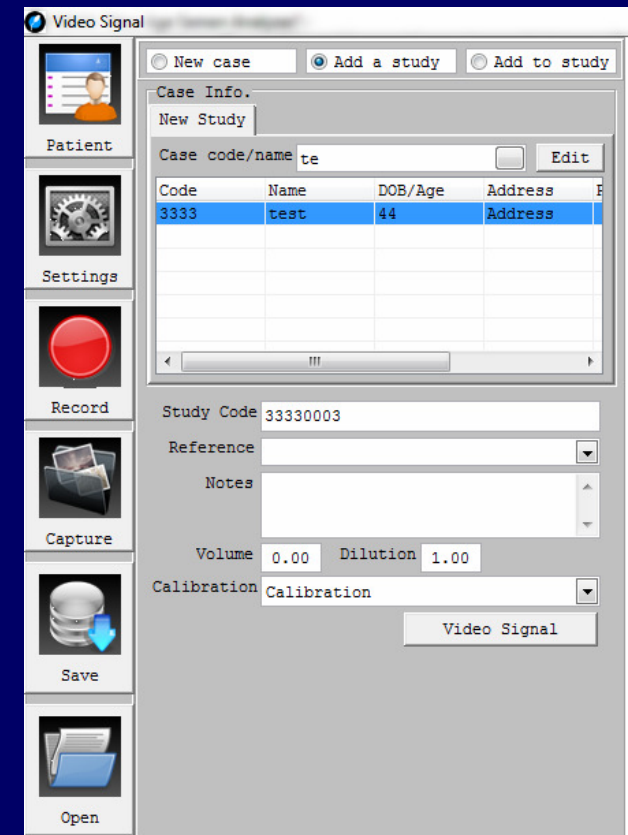 Video Signal
New case Add a study Add to study
Case Info.
New Study
Case code/name te Edit
Code Name DOB/Age Address
3333 test 44 Address
Patient
Settings
Record
Capture
Save
Open
Study Code 33330003
Reference
Notes
Volume 0.00 Dilution 1.00
Calibration Calibration
Video Signal